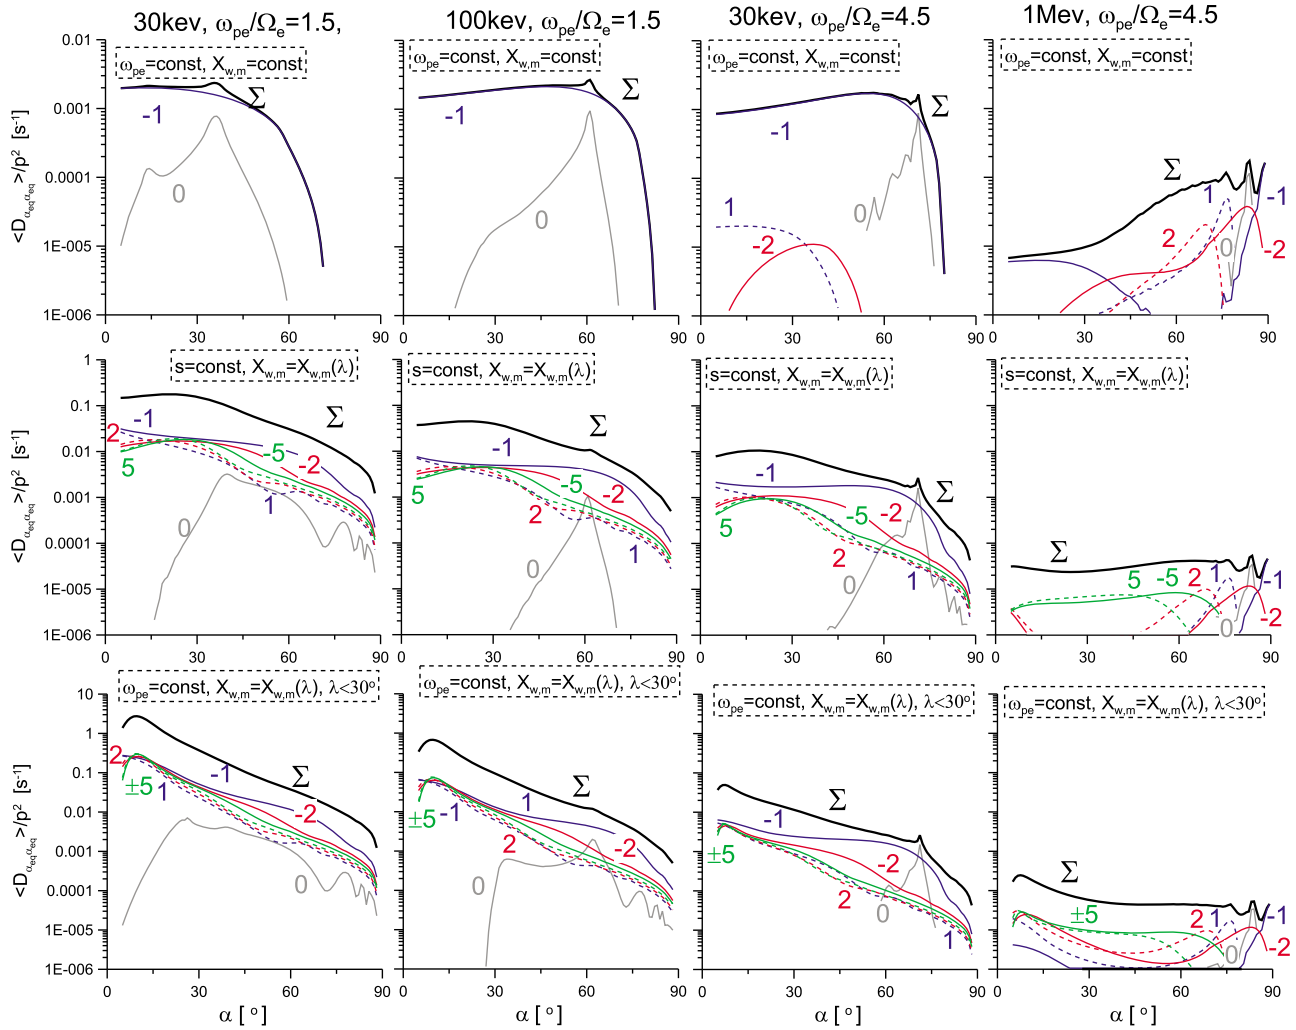 30kev, ωpe/Ωe=1.5,
100kev, ωpe/Ωe=1.5
30kev, ωpe/Ωe=4.5
1Mev, ωpe/Ωe=4.5
<Dαeqαeq>/p² [s⁻¹]
0.01
0.001
0.0001
1E-005
1E-006
ωpe=const, Xw,m=const
Σ
-1
0
0 30 60 90
ωpe=const, Xw,m=const
Σ
-1
0
0 30 60 90
ωpe=const, Xw,m=const
Σ
-1
0
1
-2
0 30 60 90
ωpe=const, Xw,m=const
Σ
1
-1
2
0
-2
0 30 60 90
<Dαeqαeq>/p² [s⁻¹]
1
0.1
0.01
0.001
0.0001
1E-005
1E-006
s=const, Xw,m=Xw,m(λ)
Σ
-1
2
-5
-2
5
1
0
0 30 60 90
s=const, Xw,m=Xw,m(λ)
Σ
-1
-5
-2
5
2
1
0
0 30 60 90
s=const, Xw,m=Xw,m(λ)
-1
Σ
-5
-2
5
2
1
0
0 30 60 90
s=const, Xw,m=Xw,m(λ)
Σ
5
-5
2
1
-1
-2
0
0 30 60 90
<Dαeqαeq>/p² [s⁻¹]
10
1
0.1
0.01
0.001
0.0001
1E-005
1E-006
ωpe=const, Xw,m=Xw,m(λ), λ<30°
2
-1
Σ
±5
1
-2
0
0 30 60 90
α [°]
ωpe=const, Xw,m=Xw,m(λ), λ<30°
Σ
1
±5
-1
2
-2
0
0 30 60 90
α [°]
ωpe=const, Xw,m=Xw,m(λ), λ<30°
Σ
-1
±5
-2
2
0
1
0 30 60 90
α [°]
ωpe=const, Xw,m=Xw,m(λ), λ<30°
Σ
±5
2
1
-1
-2
0
0 30 60 90
α [°]